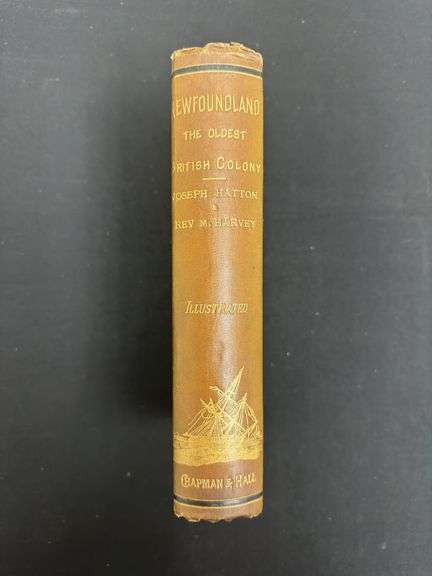 NEWFOUNDLAND
THE OLDEST
BRITISH COLONY
JOSEPH HATTON
&
REV M. HARVEY
ILLUSTRATED
CHAPMAN & HALL